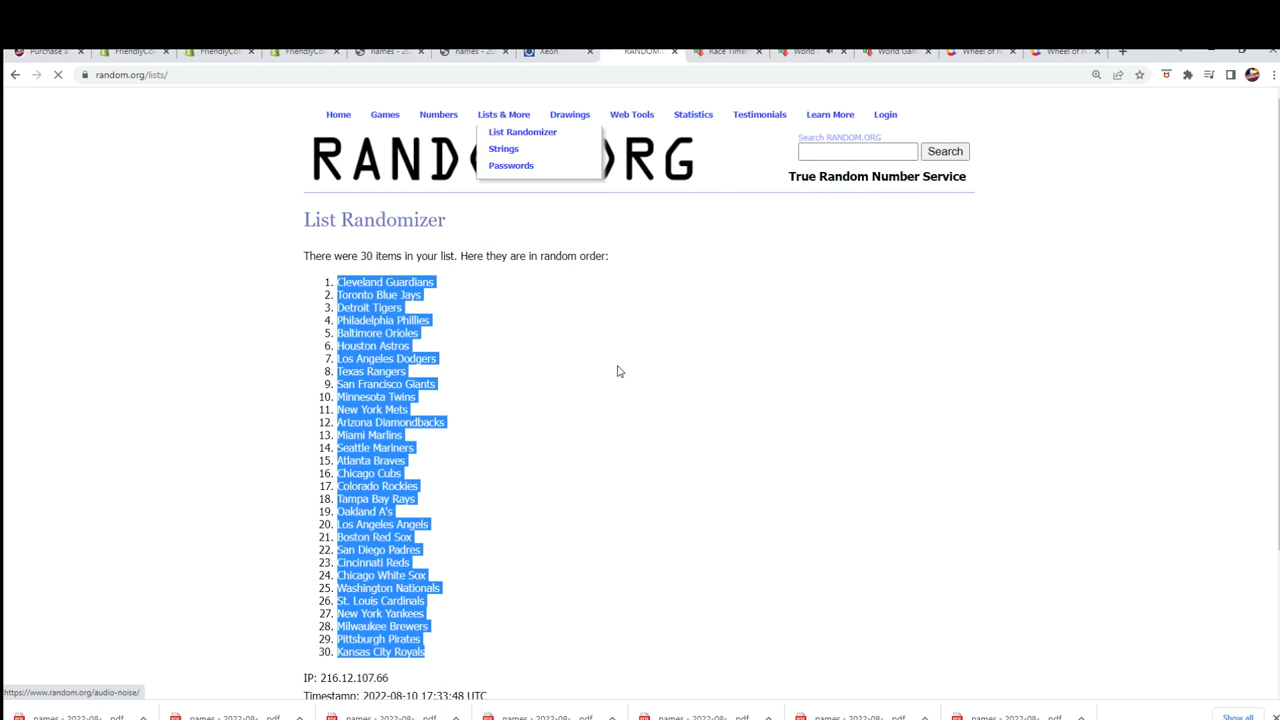 Purchase a
FriendlyCo
FriendlyCo
FriendlyCo
names - 20
names - 20
Xeon
RANDOM.O
Race Time
World
World Gam
Wheel of N
Wheel of N
random.org/lists/
Home Games Numbers Lists & More Drawings Web Tools Statistics Testimonials Learn More Login
List Randomizer
Strings
Passwords
Search RANDOM.ORG
Search
True Random Number Service
List Randomizer
There were 30 items in your list. Here they are in random order:
1. Cleveland Guardians
2. Toronto Blue Jays
3. Detroit Tigers
4. Philadelphia Phillies
5. Baltimore Orioles
6. Houston Astros
7. Los Angeles Dodgers
8. Texas Rangers
9. San Francisco Giants
10. Minnesota Twins
11. New York Mets
12. Arizona Diamondbacks
13. Miami Marlins
14. Seattle Mariners
15. Atlanta Braves
16. Chicago Cubs
17. Colorado Rockies
18. Tampa Bay Rays
19. Oakland A's
20. Los Angeles Angels
21. Boston Red Sox
22. San Diego Padres
23. Cincinnati Reds
24. Chicago White Sox
25. Washington Nationals
26. St. Louis Cardinals
27. New York Yankees
28. Milwaukee Brewers
29. Pittsburgh Pirates
30. Kansas City Royals
IP: 216.12.107.66
Timestamp: 2022-08-10 17:33:48 UTC
https://www.random.org/audio-noise/
names - 2022-08-....pdf names - 2022-08-....pdf names - 2022-08-....pdf names - 2022-08-....pdf names - 2022-08-....pdf names - 2022-08-....pdf names - 2022-08-....pdf Show all